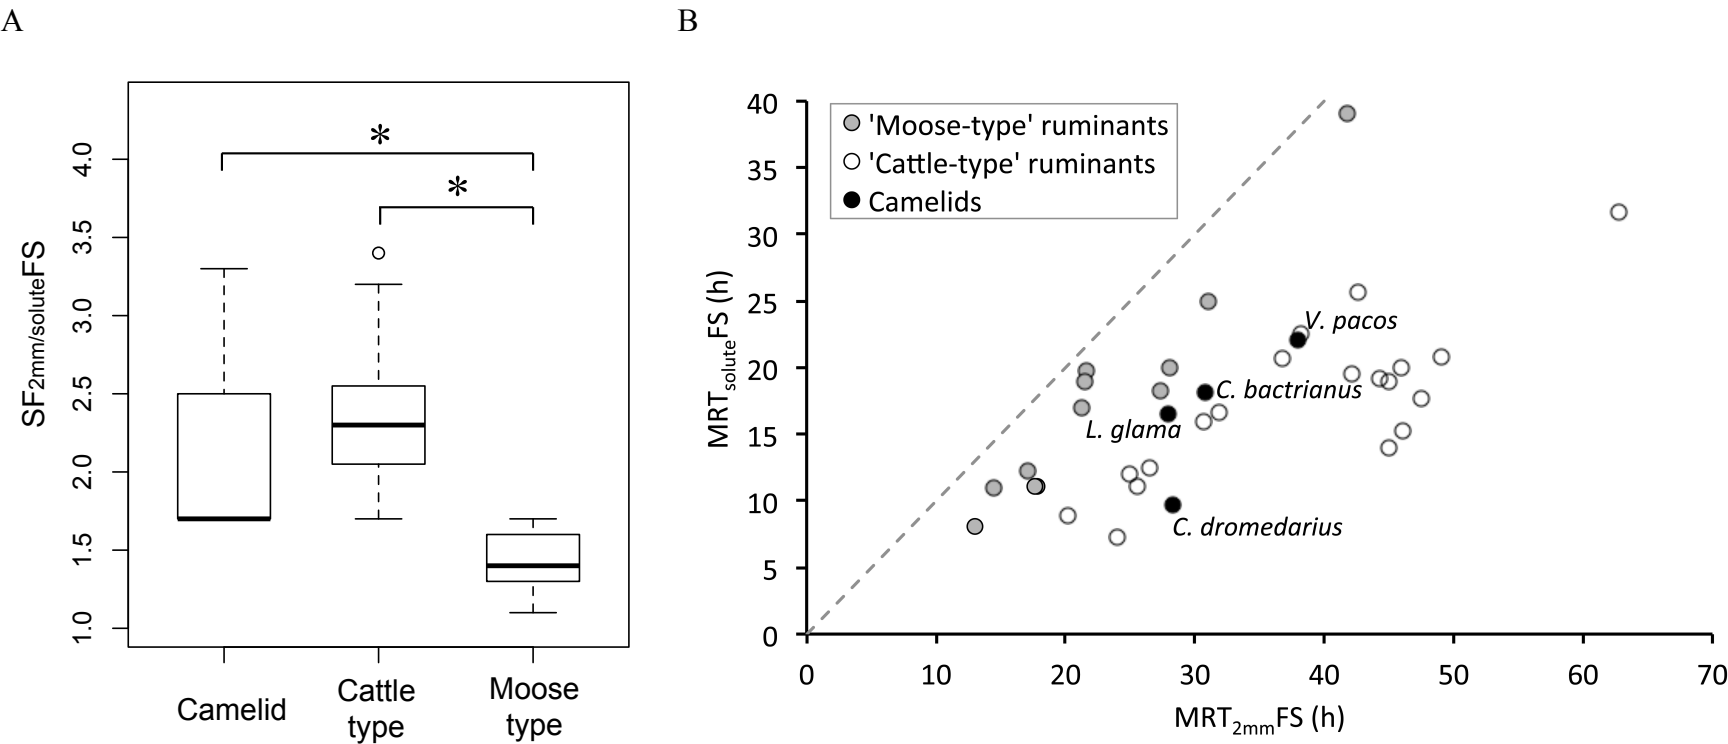 A
B
SF2mm/soluteFS
4.0
3.5
3.0
2.5
2.0
1.5
1.0
*
*
Camelid
Cattle
type
Moose
type
MRTsoluteFS (h)
40
35
30
25
20
15
10
5
0
'Moose-type' ruminants
'Cattle-type' ruminants
Camelids
V. pacos
C. bactrianus
L. glama
C. dromedarius
0 10 20 30 40 50 60 70
MRT2mmFS (h)